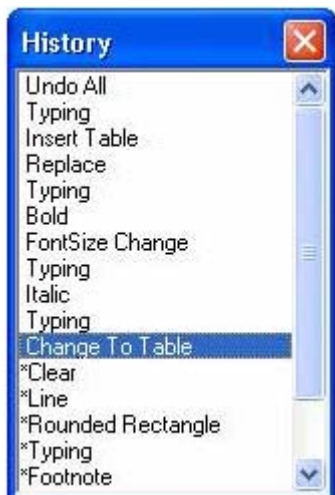 History
Undo All
Typing
Insert Table
Replace
Typing
Bold
FontSize Change
Typing
Italic
Typing
Change To Table
*Clear
*Line
*Rounded Rectangle
*Typing
*Footnote